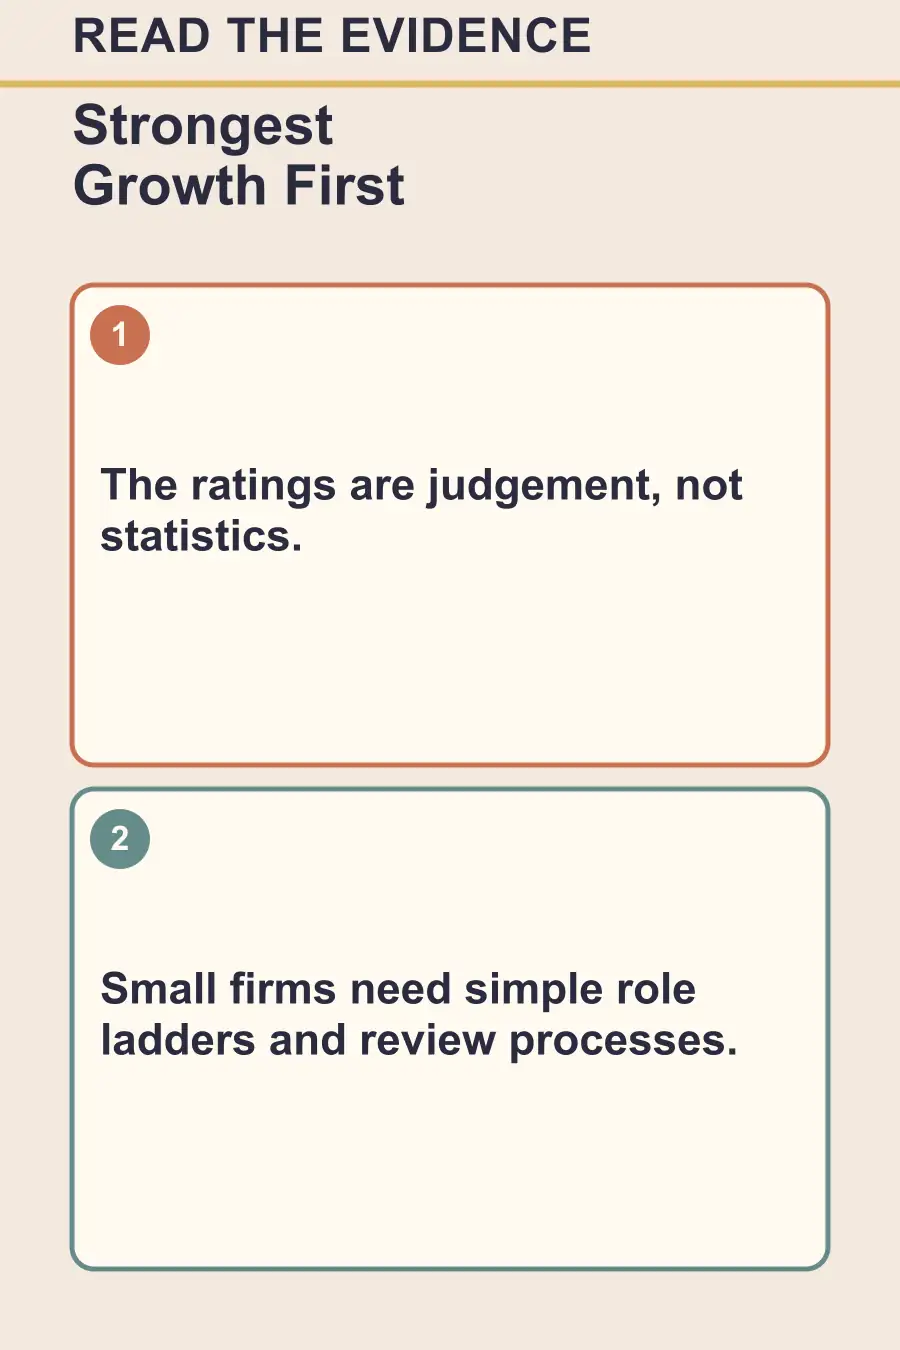 READ THE EVIDENCE
Strongest
Growth First
1
The ratings are judgement, not
statistics.
2
Small firms need simple role
ladders and review processes.